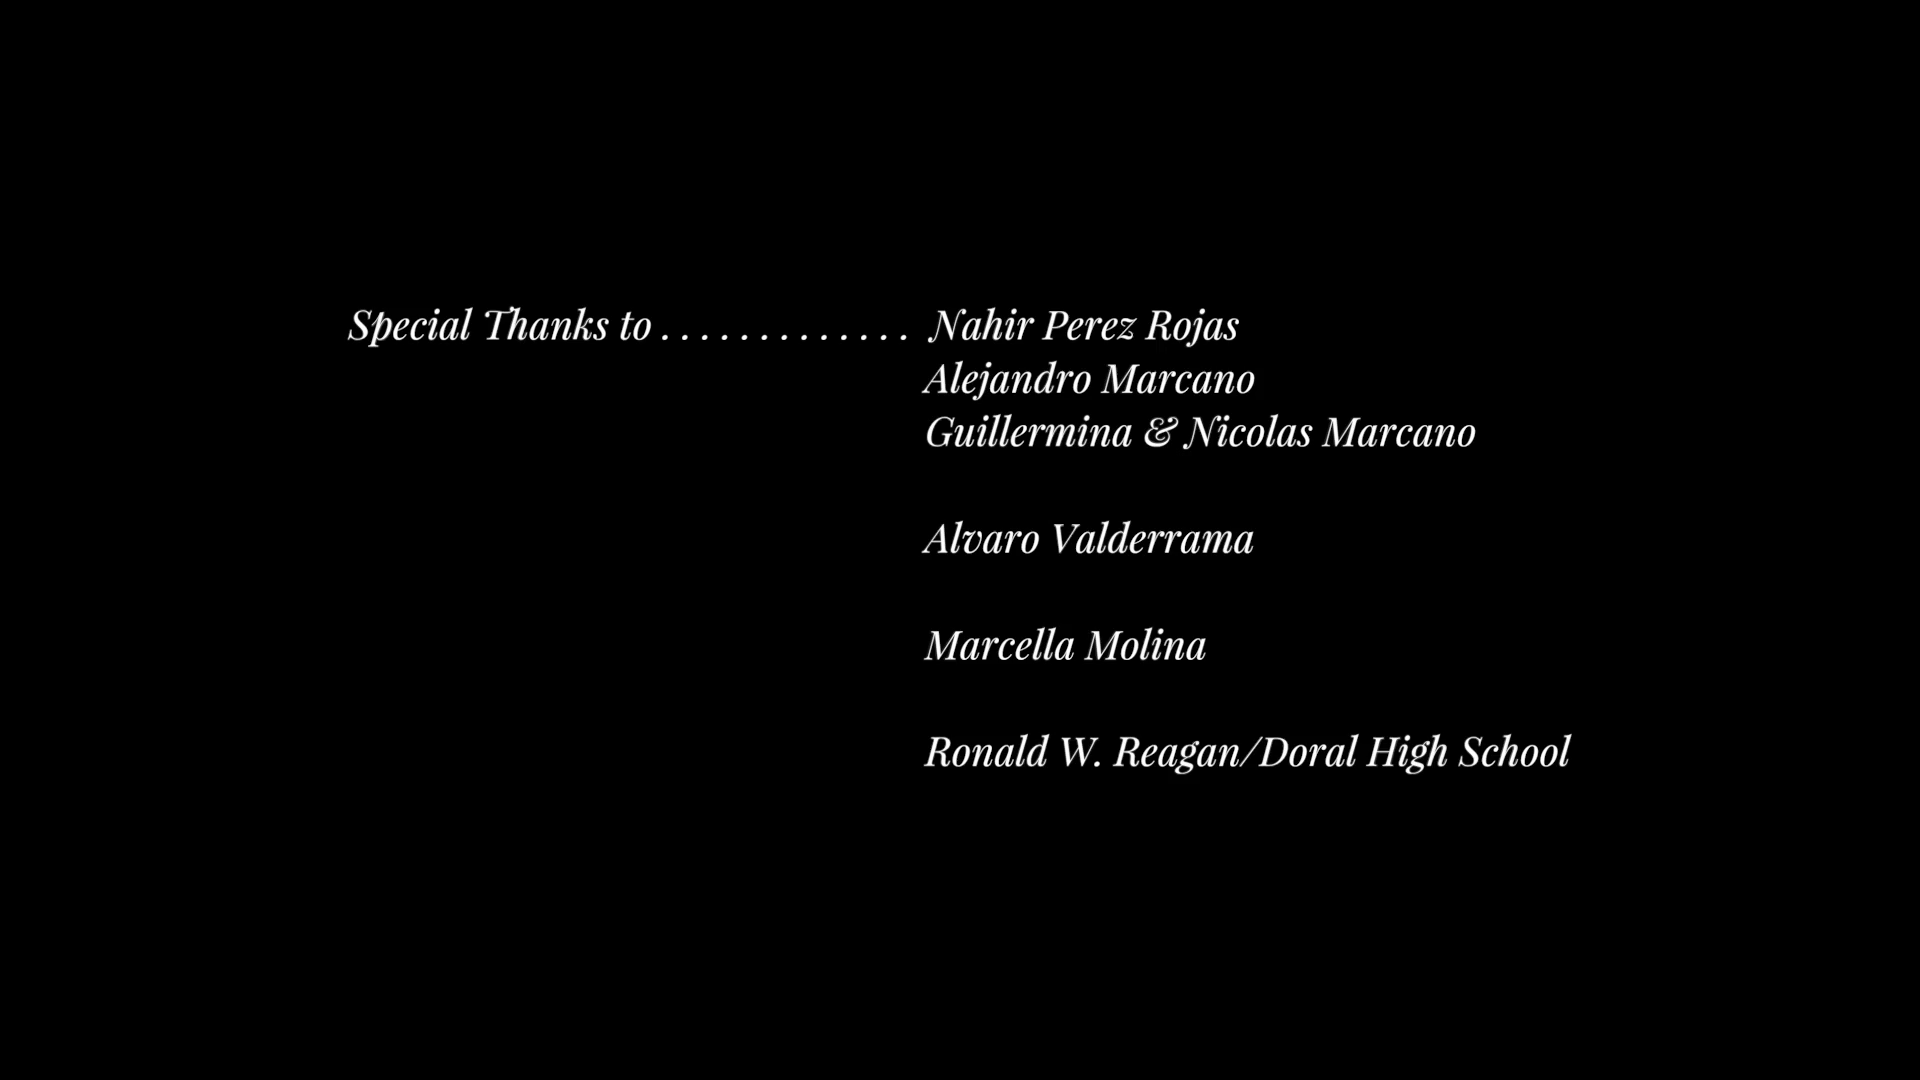 Special Thanks to . . . . . . . . . . . . . Nahir Perez Rojas
Alejandro Marcano
Guillermina & Nicolas Marcano
Alvaro Valderrama
Marcella Molina
Ronald W. Reagan/Doral High School